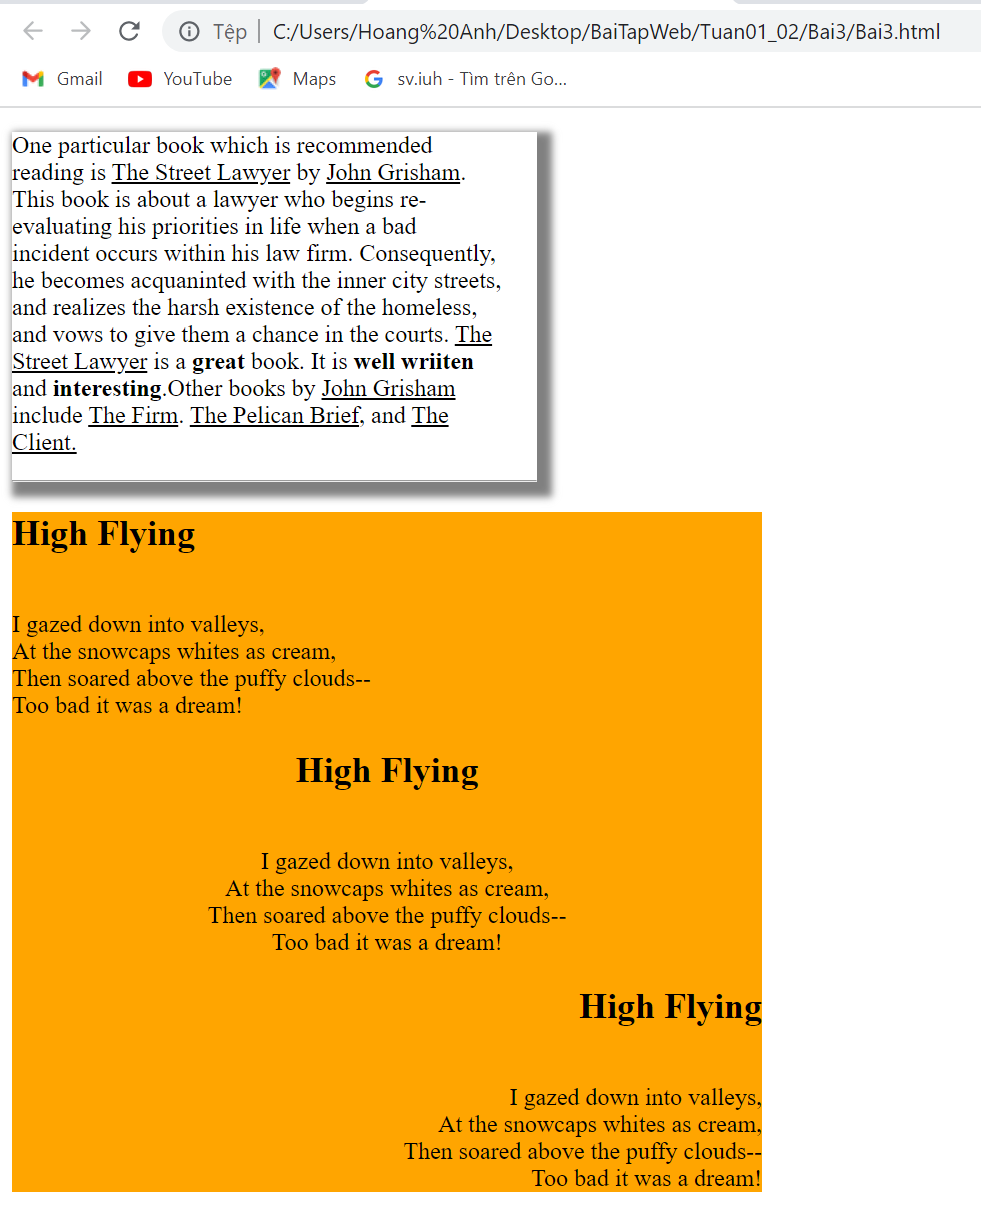 Tệp | C:/Users/Hoang%20Anh/Desktop/BaiTapWeb/Tuan01_02/Bai3/Bai3.html
Gmail YouTube Maps sv.iuh - Tìm trên Go...
One particular book which is recommended
reading is The Street Lawyer by John Grisham.
This book is about a lawyer who begins re-
evaluating his priorities in life when a bad
incident occurs within his law firm. Consequently,
he becomes acquaninted with the inner city streets,
and realizes the harsh existence of the homeless,
and vows to give them a chance in the courts. The
Street Lawyer is a great book. It is well wriiten
and interesting.Other books by John Grisham
include The Firm. The Pelican Brief, and The
Client.
High Flying
I gazed down into valleys,
At the snowcaps whites as cream,
Then soared above the puffy clouds--
Too bad it was a dream!
High Flying
I gazed down into valleys,
At the snowcaps whites as cream,
Then soared above the puffy clouds--
Too bad it was a dream!
High Flying
I gazed down into valleys,
At the snowcaps whites as cream,
Then soared above the puffy clouds--
Too bad it was a dream!